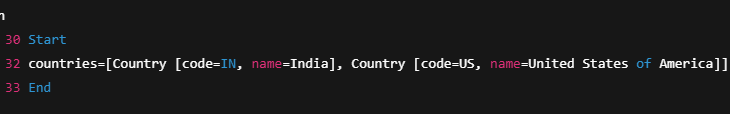 n
30 Start
32 countries=[Country [code=IN, name=India], Country [code=US, name=United States of America]]
33 End